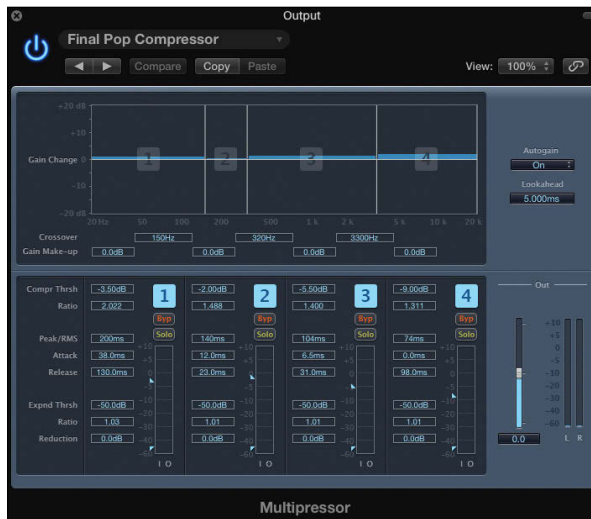 Output
Final Pop Compressor
Compare Copy Paste View: 100%
+20 dB
+10
Gain Change 0
-10
-20 dB
1 2 3 4
20 Hz 50 100 200 500 1 k 2 k 5 k 10 k 20 k
Crossover 150Hz 320Hz 3300Hz
Gain Make-up 0.0dB 0.0dB 0.0dB 0.0dB
Autogain
On
Lookahead
5.000ms
Compr Thrsh -3.50dB -2.00dB -5.50dB -9.00dB
1 2 3 4
Ratio 2.022 1.488 1.400 1.311
Byp Byp Byp Byp
Peak/RMS 200ms 140ms 104ms 74ms
Solo Solo Solo Solo
Attack 38.0ms 12.0ms 6.5ms 0.0ms
Release 130.0ms 23.0ms 31.0ms 98.0ms
Expnd Thrsh -50.0dB -50.0dB -50.0dB -50.0dB
Ratio 1.03 1.01 1.01 1.01
Reduction 0.0dB 0.0dB 0.0dB 0.0dB
I O I O I O I O
Out
+10
+5
0
-5
-10
-20
-30
-40
-60
0.0 L R
Multipressor